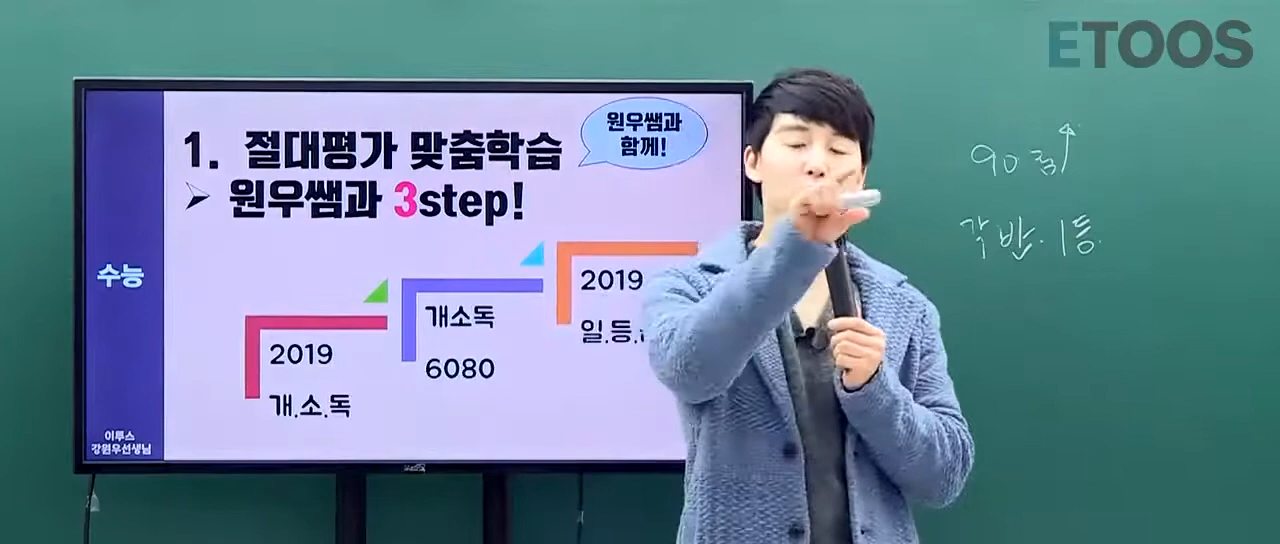 ETOOS
1. 절대평가 맞춤학습
원우쌤과
함께!
➢ 원우쌤과 3step!
수능
2019
개.소.독
개소독
6080
2019
일.등.
이투스
강원우선생님
90점↑
각 반. 1등.